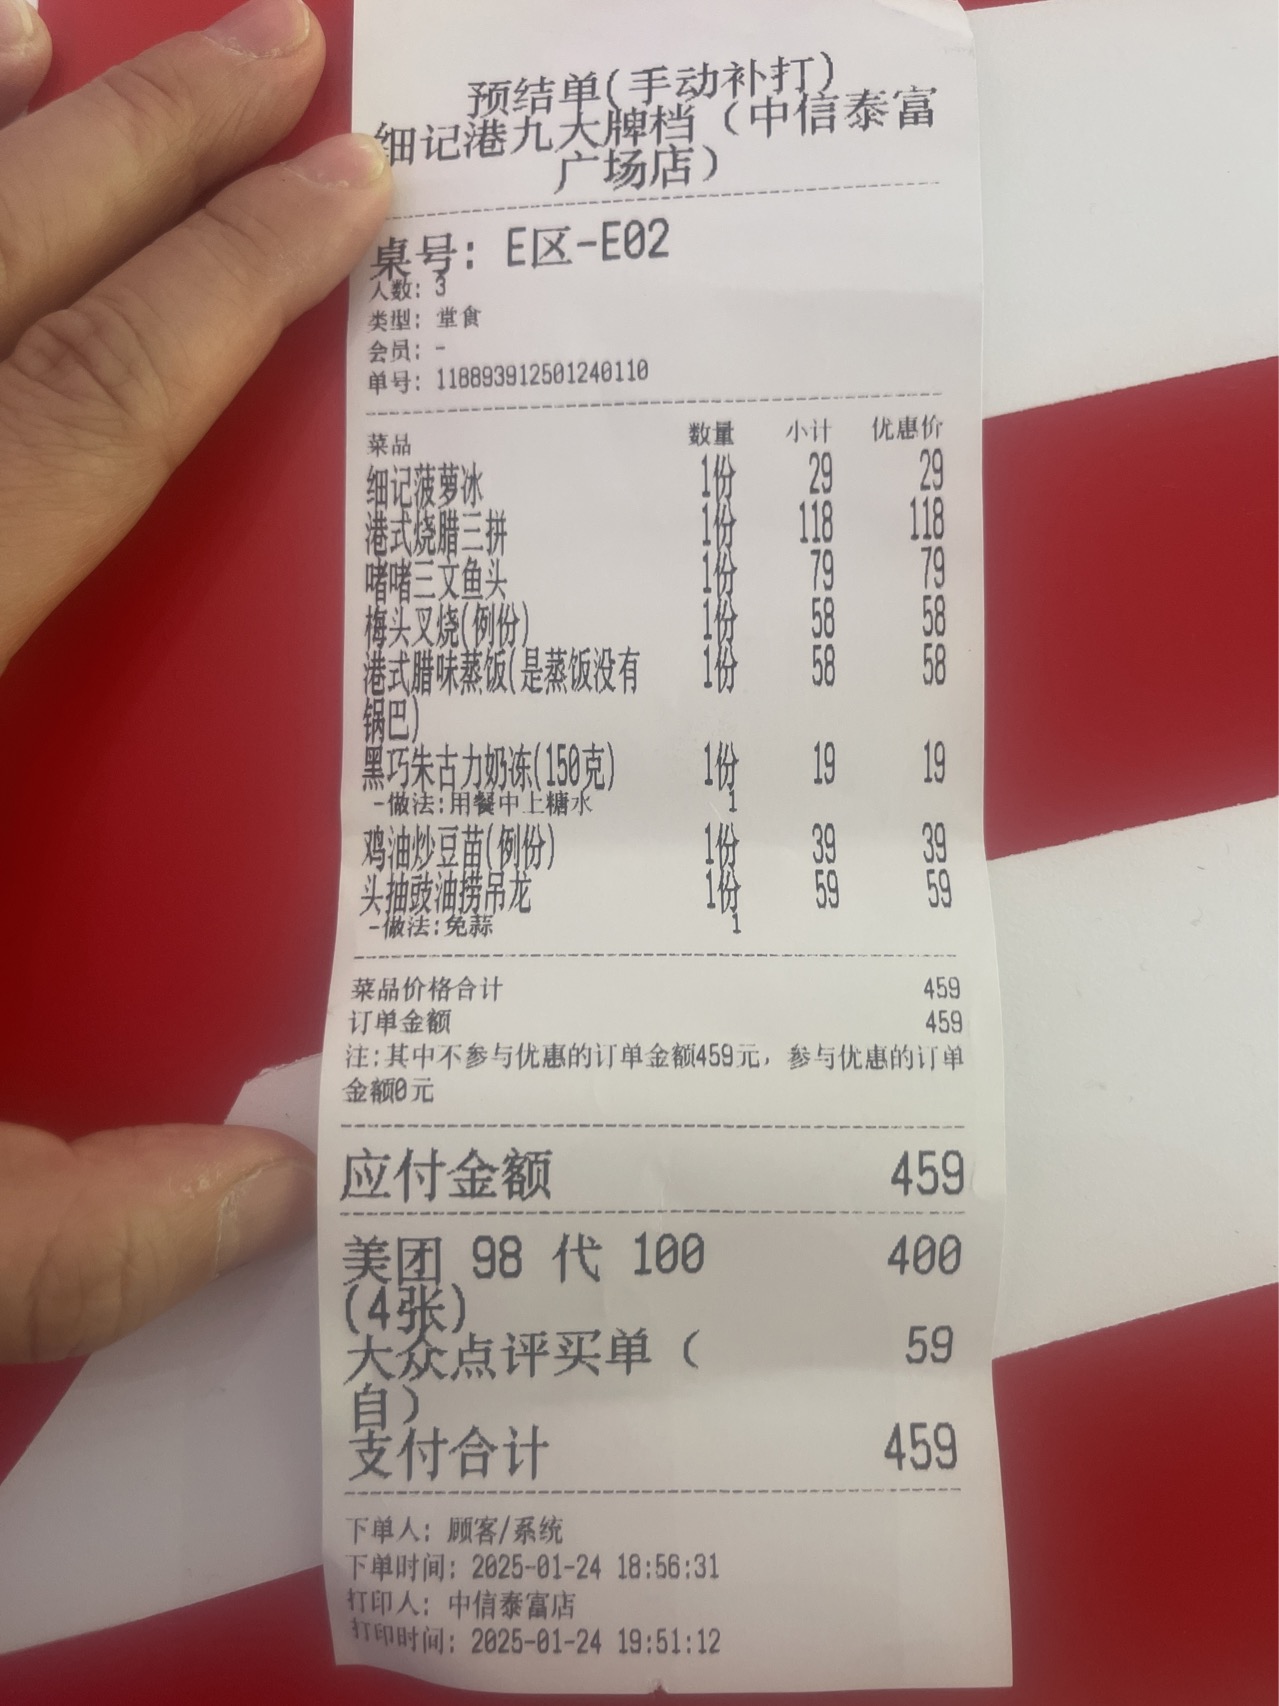 预结单(手动补打)
细记港九大牌档（中信泰富
广场店）
桌号: E区-E02
人数: 3
类型: 堂食
会员: -
单号: 118893912501240110
菜品 数量 小计 优惠价
细记菠萝冰 1份 29 29
港式烧腊三拼 1份 118 118
啫啫三文鱼头 1份 79 79
梅头叉烧(例份) 1份 58 58
港式腊味蒸饭(是蒸饭没有 1份 58 58
锅巴)
黑巧朱古力奶冻(150克) 1份 19 19
-做法:用餐中上糖水 1
鸡油炒豆苗(例份) 1份 39 39
头抽豉油捞吊龙 1份 59 59
-做法:免蒜 1
菜品价格合计 459
订单金额 459
注:其中不参与优惠的订单金额459元，参与优惠的订单
金额0元
应付金额 459
美团 98 代 100 400
(4张)
大众点评买单（ 59
自）
支付合计 459
下单人: 顾客/系统
下单时间: 2025-01-24 18:56:31
打印人: 中信泰富店
打印时间: 2025-01-24 19:51:12